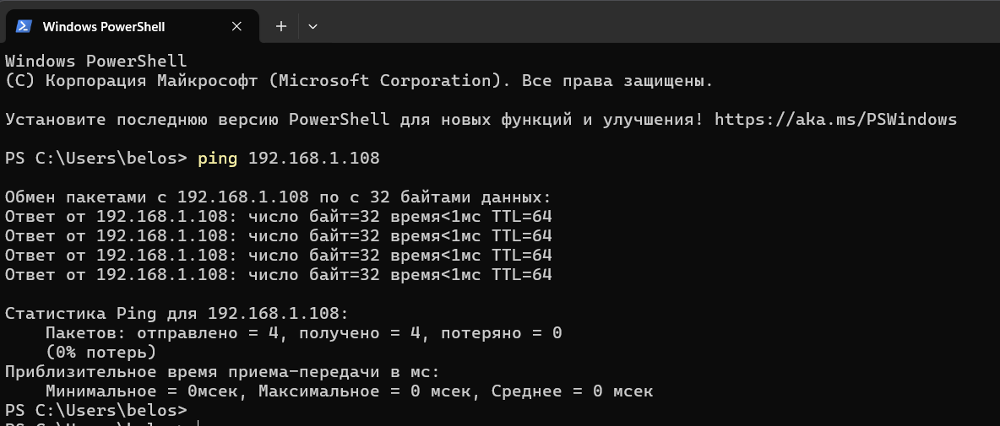 Windows PowerShell
Windows PowerShell
(С) Корпорация Майкрософт (Microsoft Corporation). Все права защищены.
Установите последнюю версию PowerShell для новых функций и улучшения! https://aka.ms/PSWindows
PS C:\Users\belos> ping 192.168.1.108
Обмен пакетами с 192.168.1.108 по с 32 байтами данных:
Ответ от 192.168.1.108: число байт=32 время<1мс TTL=64
Ответ от 192.168.1.108: число байт=32 время<1мс TTL=64
Ответ от 192.168.1.108: число байт=32 время<1мс TTL=64
Ответ от 192.168.1.108: число байт=32 время<1мс TTL=64
Статистика Ping для 192.168.1.108:
Пакетов: отправлено = 4, получено = 4, потеряно = 0
(0% потерь)
Приблизительное время приема-передачи в мс:
Минимальное = 0мсек, Максимальное = 0 мсек, Среднее = 0 мсек
PS C:\Users\belos>
PS C:\Users\belos>